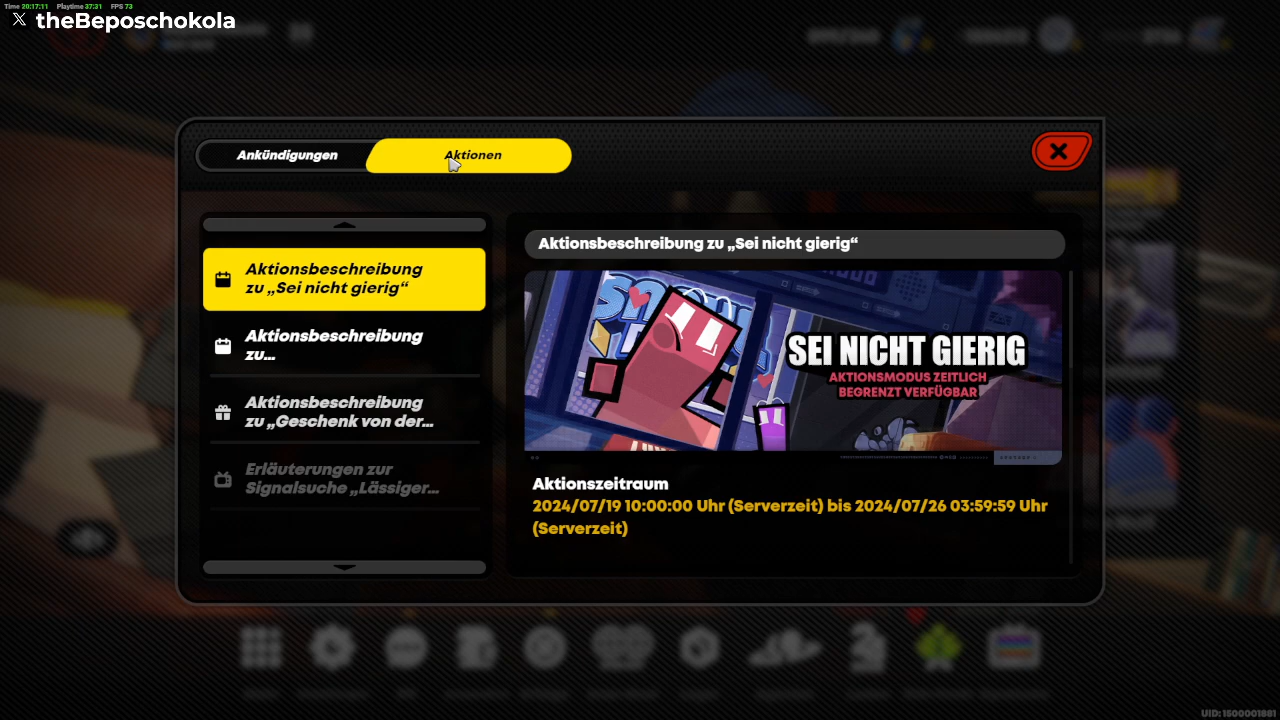 Time 20:17:11 Playtime 37:31 FPS 73
theBeposchokola
Ankündigungen
Aktionen
Aktionsbeschreibung
zu „Sei nicht gierig“
Aktionsbeschreibung
zu...
Aktionsbeschreibung
zu „Geschenk von der...
Erläuterungen zur
Signalsuche „Lässiger...
Aktionsbeschreibung zu „Sei nicht gierig“
SEI NICHT GIERIG
AKTIONSMODUS ZEITLICH
BEGRENZT VERFÜGBAR
Aktionszeitraum
2024/07/19 10:00:00 Uhr (Serverzeit) bis 2024/07/26 03:59:59 Uhr
(Serverzeit)
UID: 1500001881